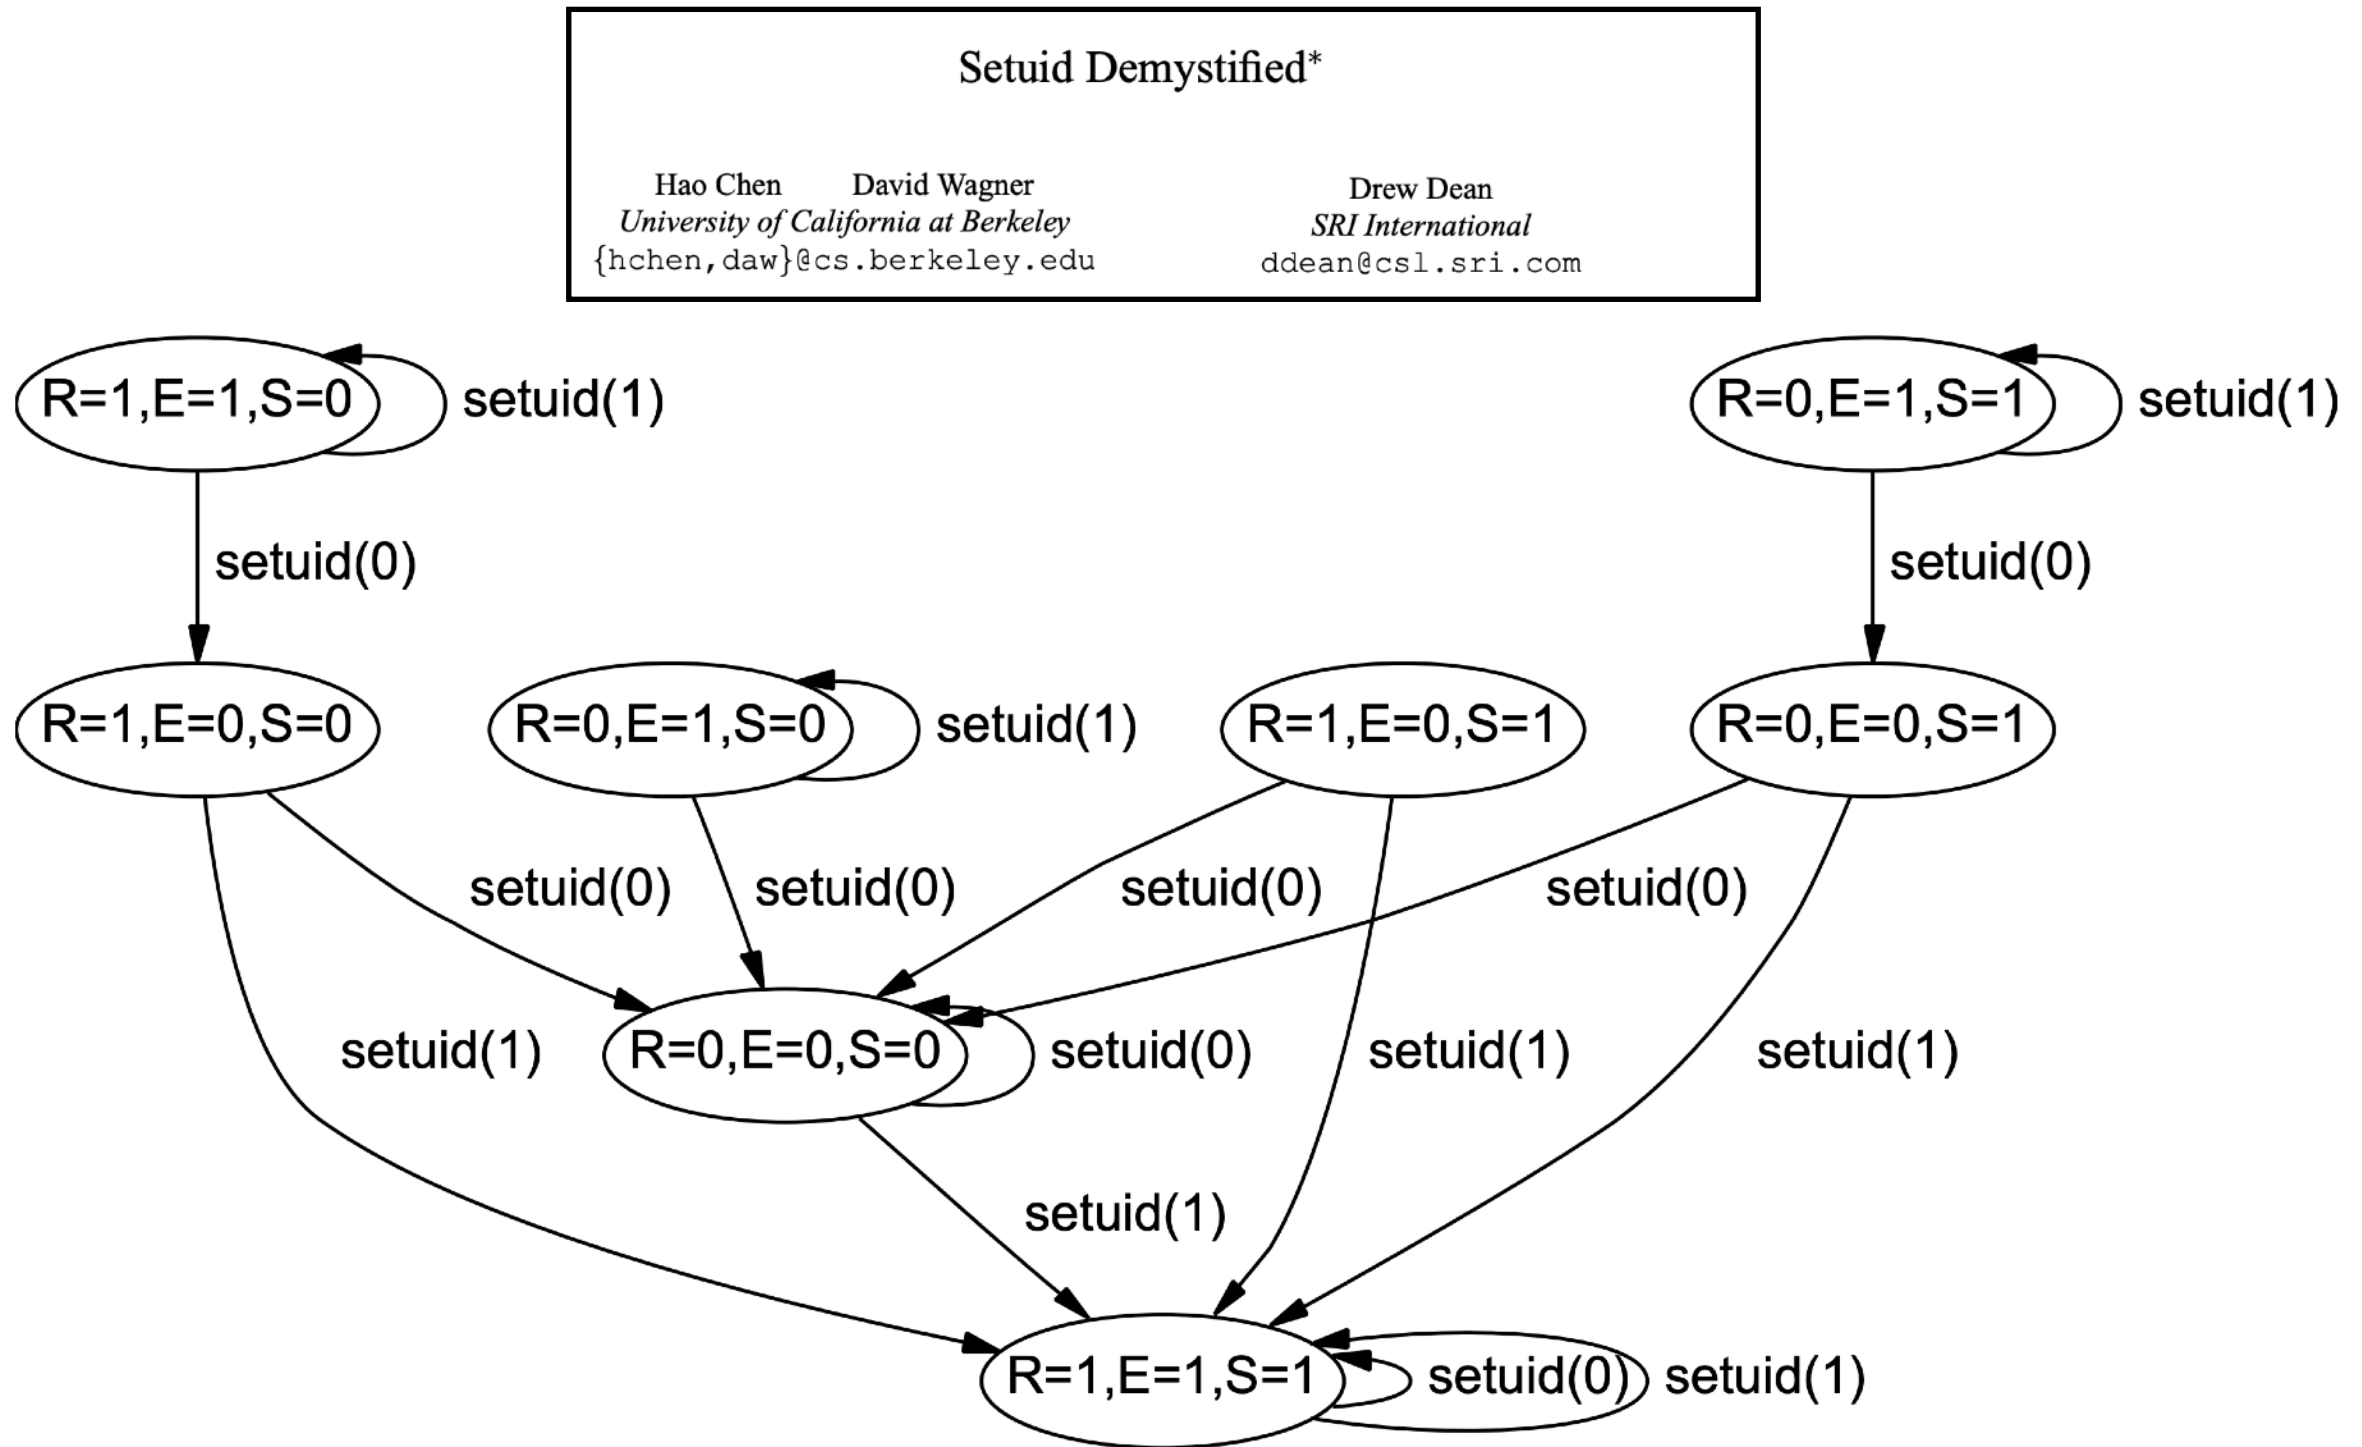 Setuid Demystified*
Hao Chen David Wagner
University of California at Berkeley
{hchen,daw}@cs.berkeley.edu
Drew Dean
SRI International
ddean@csl.sri.com
R=1,E=1,S=0
setuid(1)
R=0,E=1,S=1
setuid(1)
setuid(0)
setuid(0)
R=1,E=0,S=0
R=0,E=1,S=0
setuid(1)
R=1,E=0,S=1
R=0,E=0,S=1
setuid(0)
setuid(0)
setuid(0)
setuid(0)
setuid(1)
R=0,E=0,S=0
setuid(0)
setuid(1)
setuid(1)
setuid(1)
R=1,E=1,S=1
setuid(0)
setuid(1)